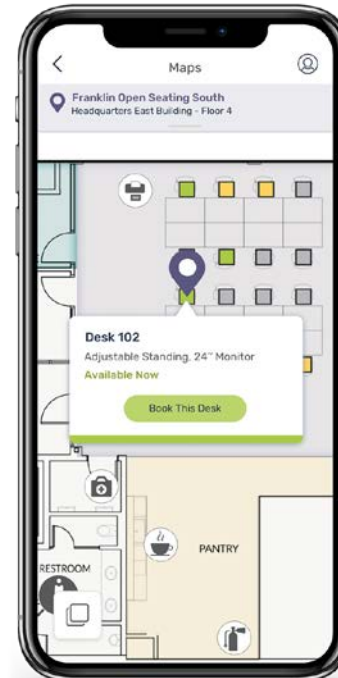 Maps
Franklin Open Seating South
Headquarters East Building - Floor 4
Desk 102
Adjustable Standing, 24" Monitor
Available Now
Book This Desk
PANTRY
RESTROOM